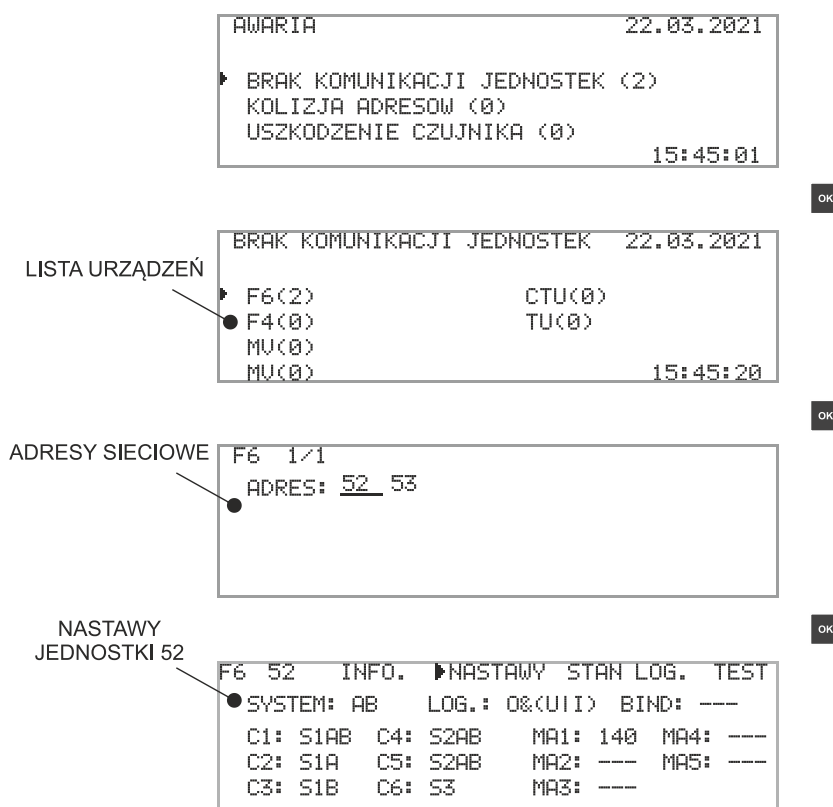 AWARIA 22.03.2021
BRAK KOMUNIKACJI JEDNOSTEK (2)
KOLIZJA ADRESOW (0)
USZKODZENIE CZUJNIKA (0)
15:45:01
OK
BRAK KOMUNIKACJI JEDNOSTEK 22.03.2021
LISTA URZĄDZEŃ
F6(2) CTU(0)
F4(0) TU(0)
MV(0)
MV(0) 15:45:20
OK
ADRESY SIECIOWE
F6 1/1
ADRES: 52 53
OK
NASTAWY
JEDNOSTKI 52
F6 52 INFO. NASTAWY STAN LOG. TEST
SYSTEM: AB LOG.: O&(U|I) BIND: ---
C1: S1AB C4: S2AB MA1: 140 MA4: ---
C2: S1A C5: S2AB MA2: --- MA5: ---
C3: S1B C6: S3 MA3: ---